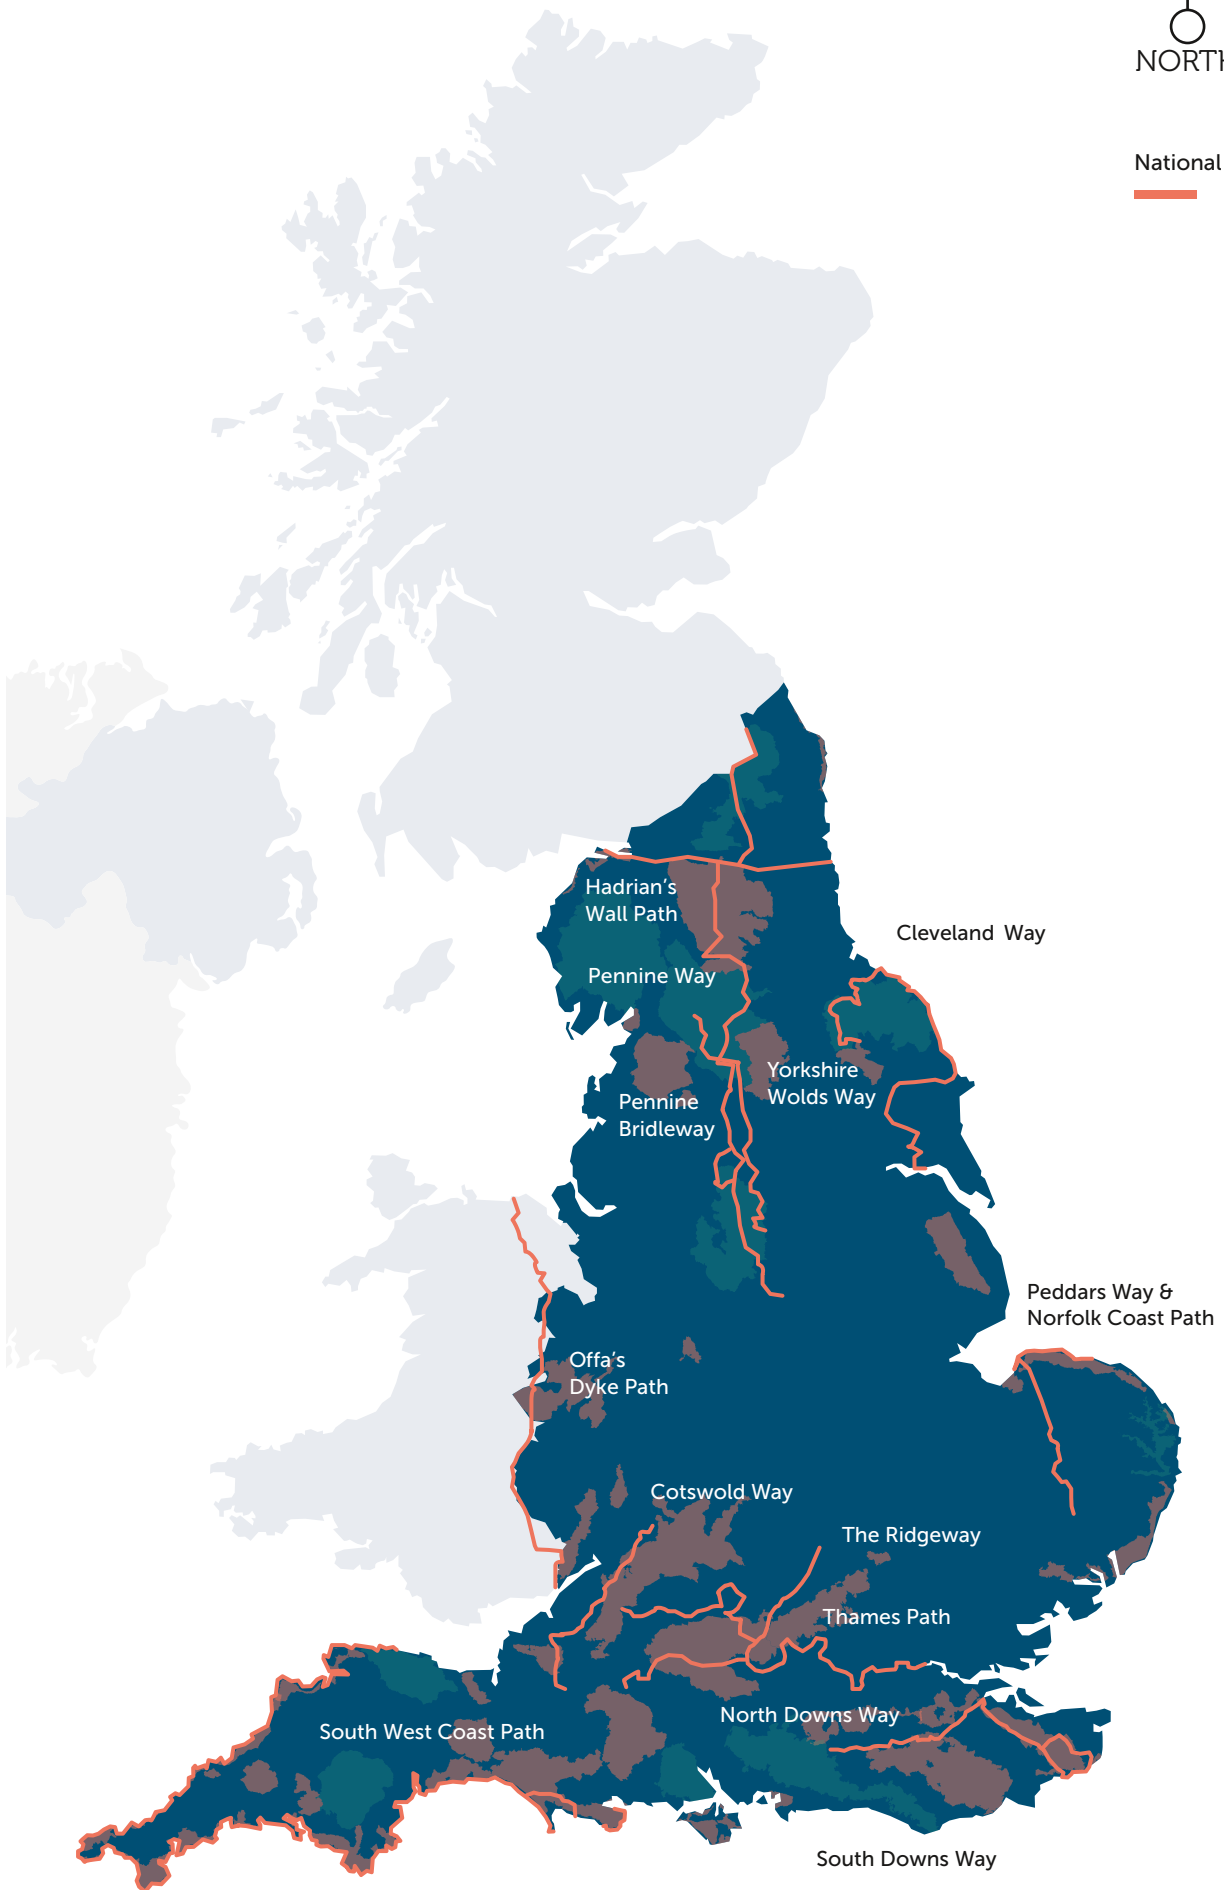 National
Hadrian's
Wall Path
Cleveland Way
Pennine Way
Yorkshire
Wolds Way
Pennine
Bridleway
Peddars Way &
Norfolk Coast Path
Offa's
Dyke Path
Cotswold Way
The Ridgeway
Thames Path
North Downs Way
South West Coast Path
South Downs Way